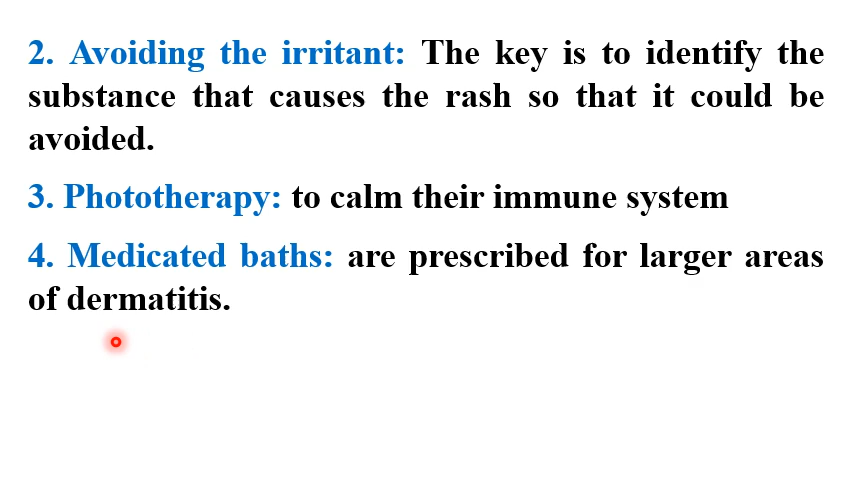 2. Avoiding the irritant: The key is to identify the
substance that causes the rash so that it could be
avoided.
3. Phototherapy: to calm their immune system
4. Medicated baths: are prescribed for larger areas
of dermatitis.